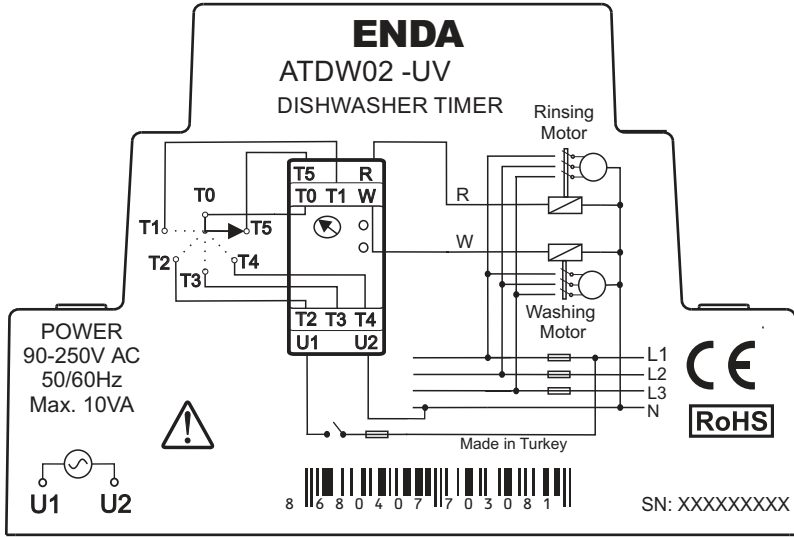 ENDA
ATDW02 -UV
DISHWASHER TIMER
Rinsing
Motor
T5 R
T0 T1 W
T0
T1
T5
T2
T3
T4
R
W
T2 T3 T4
U1 U2
Washing
Motor
POWER
90-250V AC
50/60Hz
Max. 10VA
L1
L2
L3
N
CE
RoHS
Made in Turkey
U1 U2
8 680407 703081
SN: XXXXXXXXX